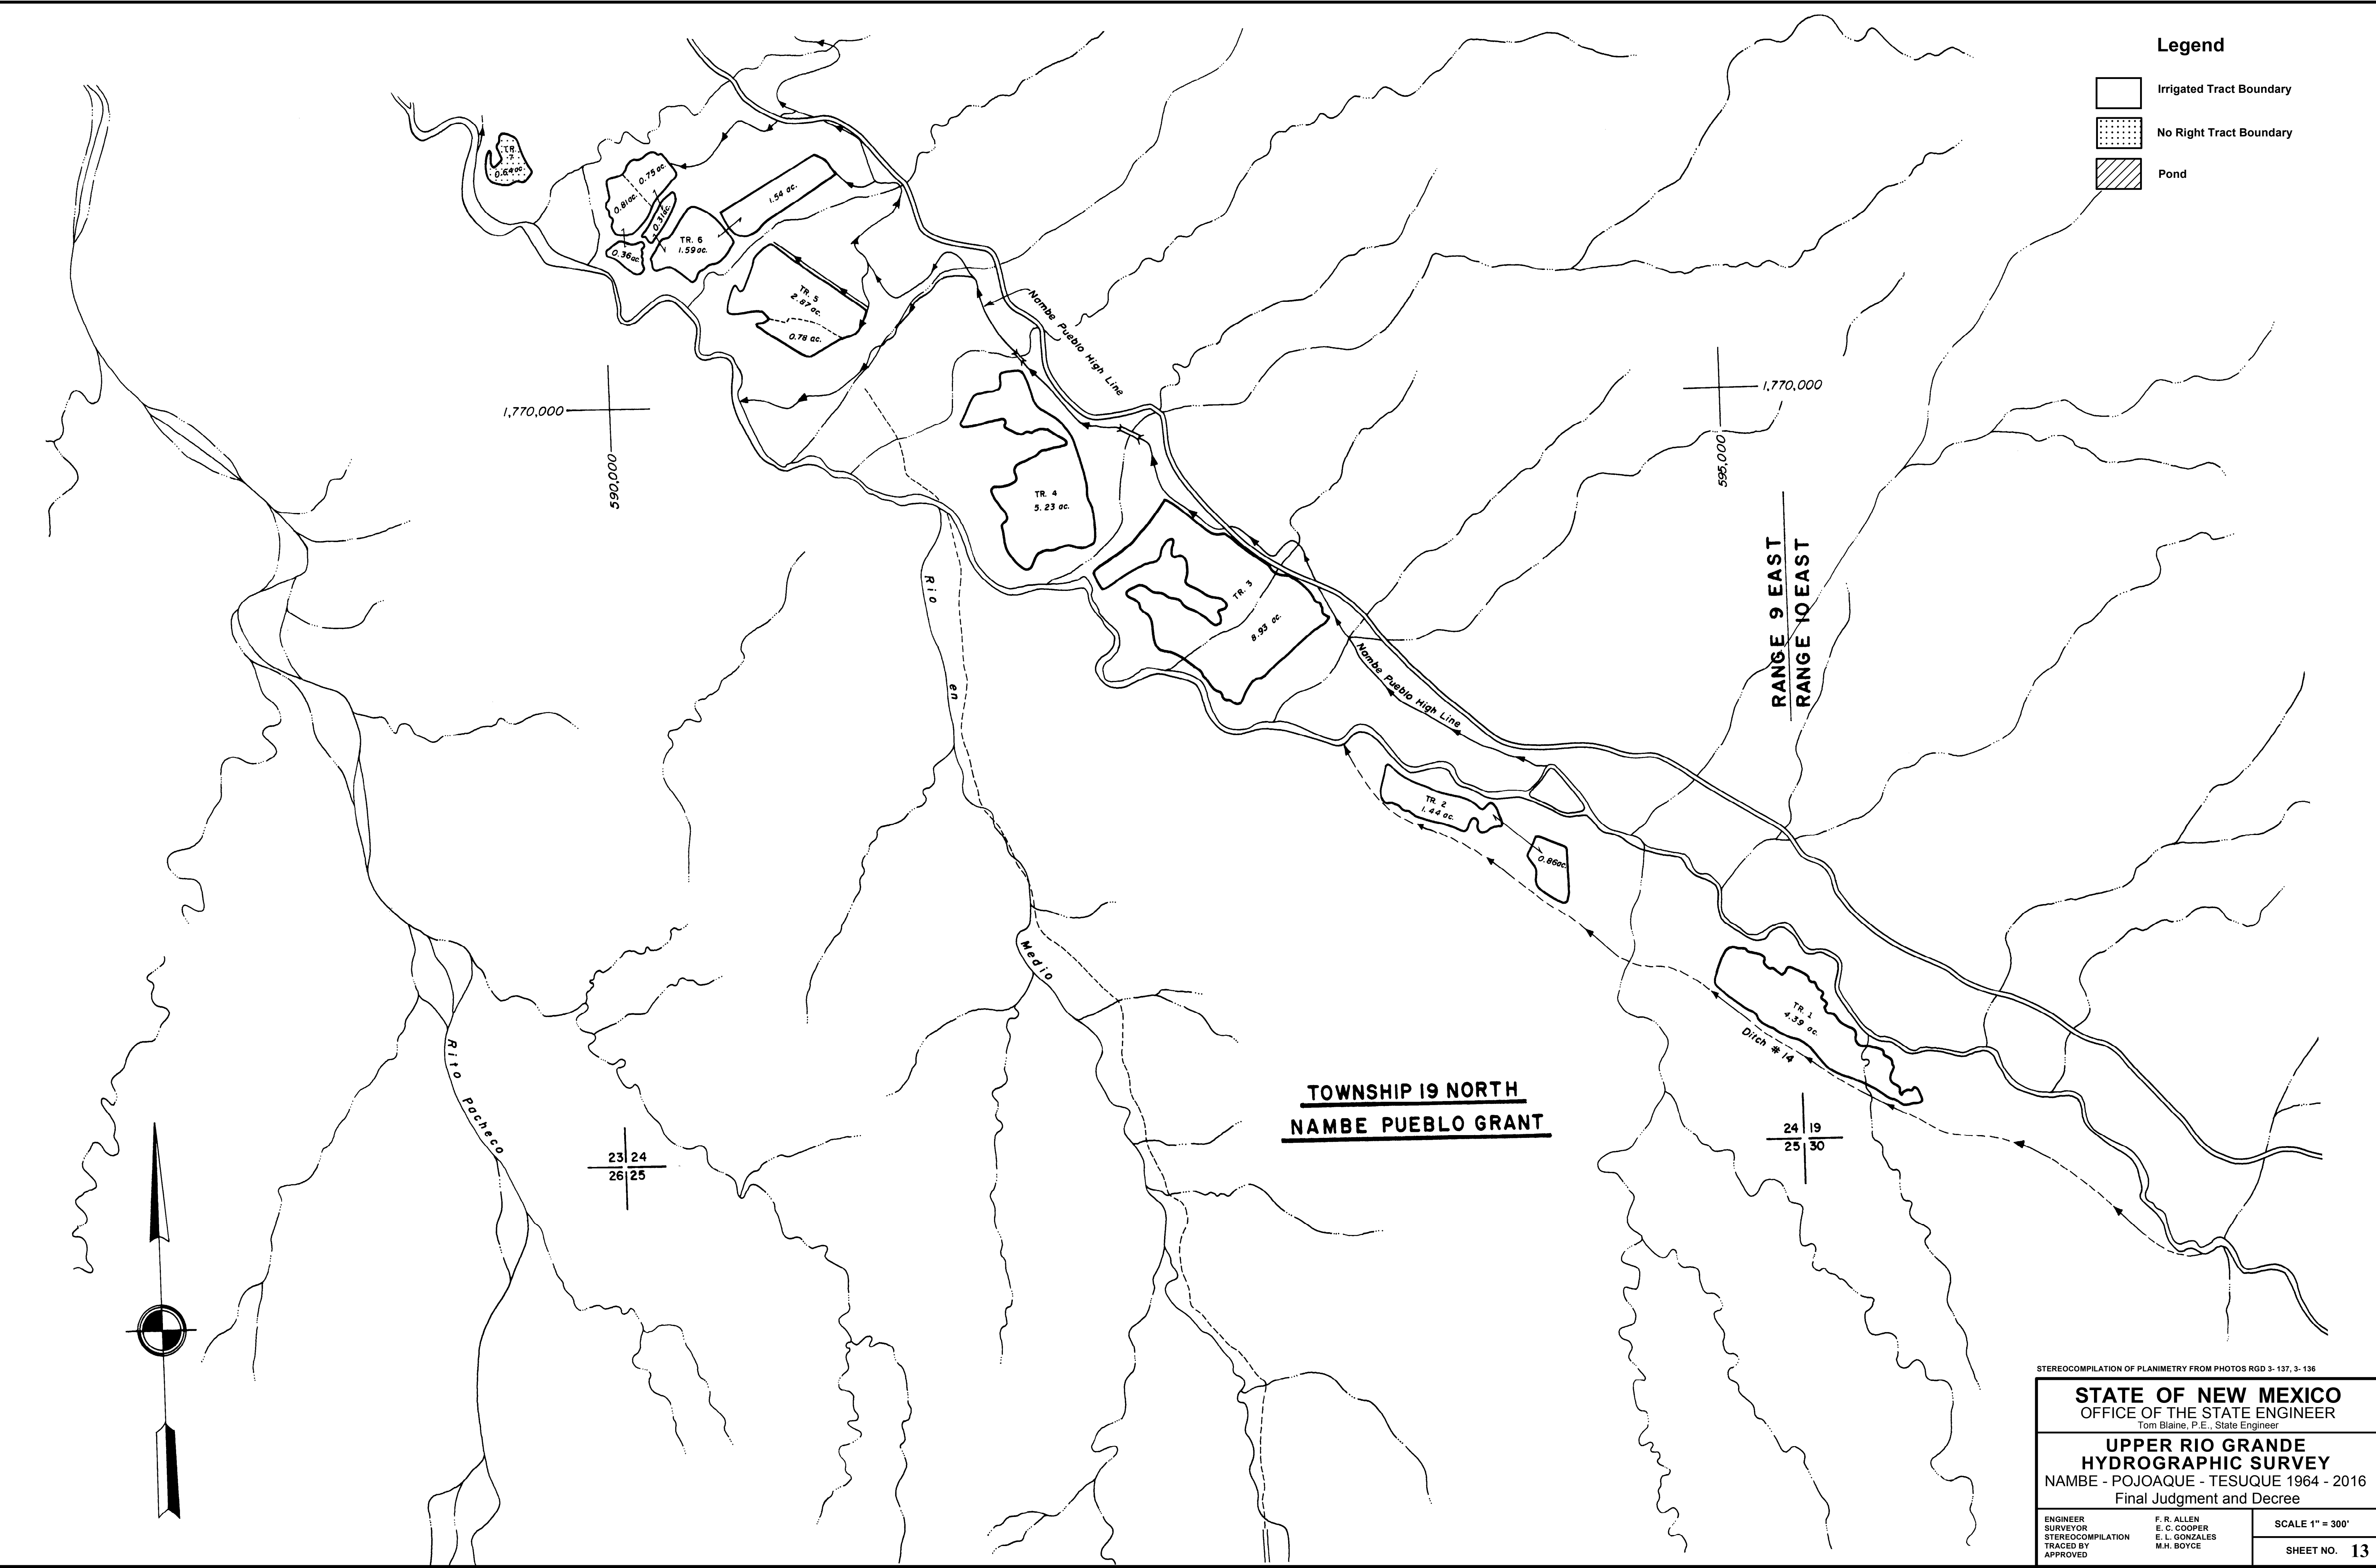 Legend
Irrigated Tract Boundary
No Right Tract Boundary
Pond
TR.
7
0.64 ac.
0.75 ac.
0.81 ac.
0.31 ac.
0.36 ac.
TR. 6
1.59 ac.
1.54 ac.
TR. 5
2.87 ac.
0.78 ac.
Nambe Pueblo High Line
1,770,000
590,000
1,770,000
595,000
TR. 4
5.23 ac.
RANGE 9 EAST
RANGE 10 EAST
TR. 3
8.93 ac.
Nambe Pueblo High Line
Rio en Medio
TR. 2
1.44 ac.
0.86 ac.
TR. 1
4.39 ac.
Ditch # 14
Rito Pacheco
TOWNSHIP 19 NORTH
NAMBE PUEBLO GRANT
23 24
26 25
24 19
25 30
STEREOCOMPILATION OF PLANIMETRY FROM PHOTOS RGD 3- 137, 3- 136
STATE OF NEW MEXICO
OFFICE OF THE STATE ENGINEER
Tom Blaine, P.E., State Engineer
UPPER RIO GRANDE
HYDROGRAPHIC SURVEY
NAMBE - POJOAQUE - TESUQUE 1964 - 2016
Final Judgment and Decree
ENGINEER F. R. ALLEN
SURVEYOR E. C. COOPER
STEREOCOMPILATION E. L. GONZALES
TRACED BY M.H. BOYCE
APPROVED
SCALE 1" = 300'
SHEET NO. 13